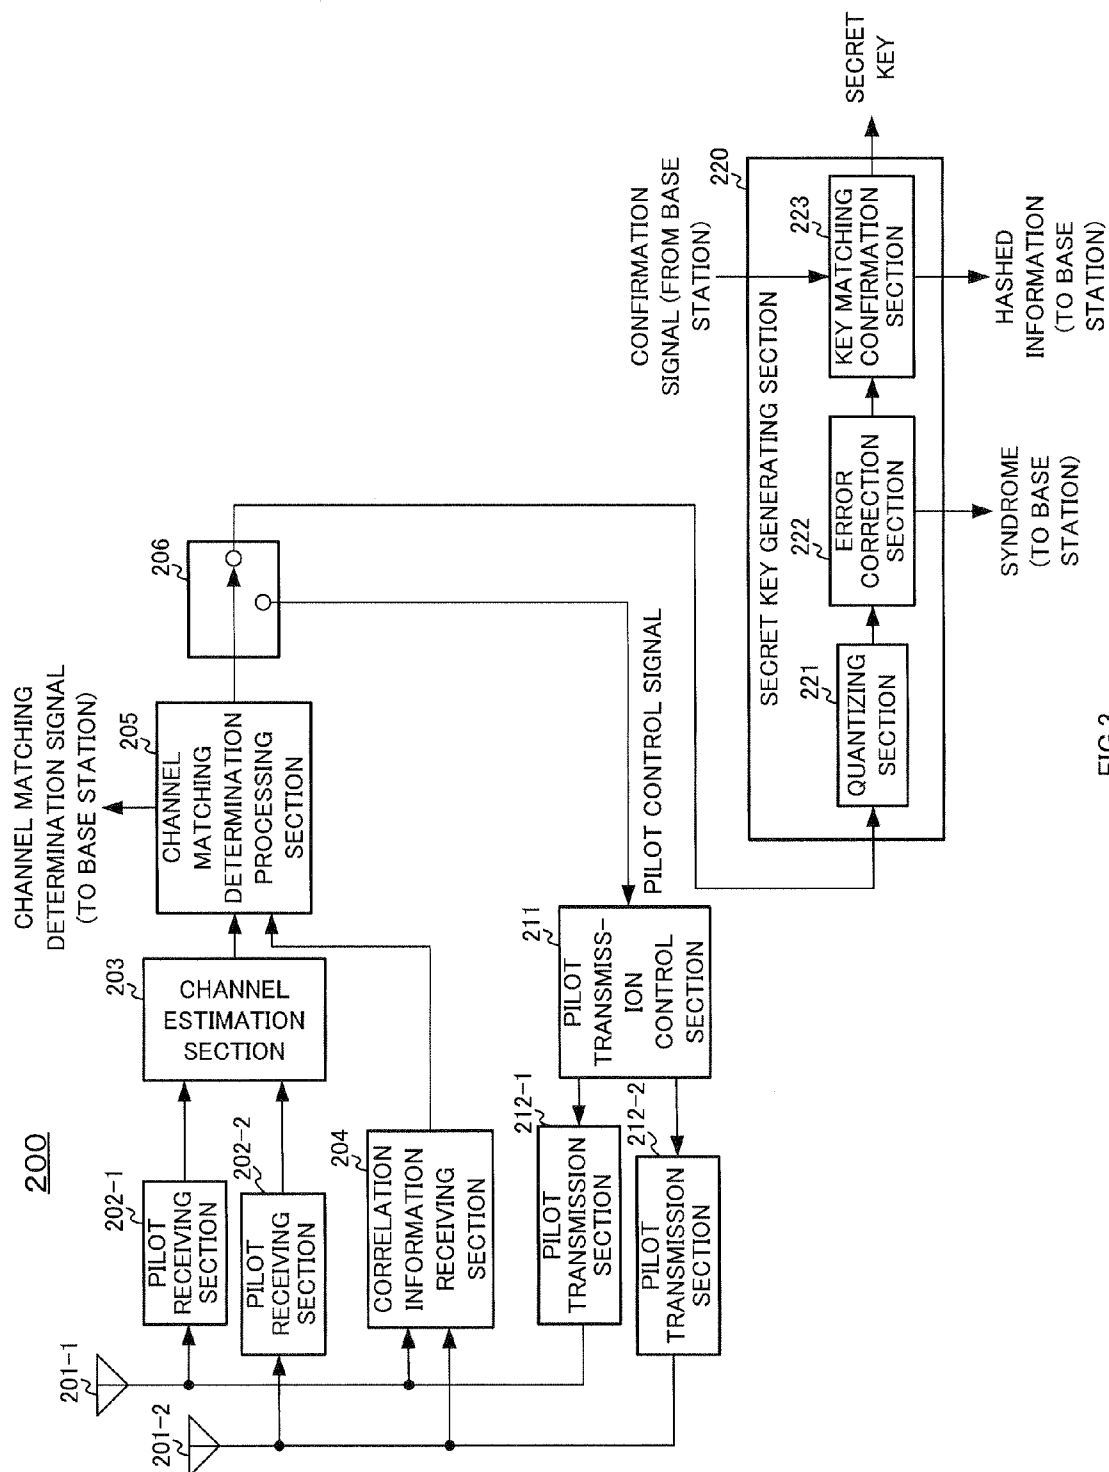 200
201-1
201-2
202-1
PILOT
RECEIVING
SECTION
202-2
PILOT
RECEIVING
SECTION
203
CHANNEL
ESTIMATION
SECTION
204
CORRELATION
INFORMATION
RECEIVING
SECTION
CHANNEL MATCHING
DETERMINATION SIGNAL
(TO BASE STATION)
205
CHANNEL
MATCHING
DETERMINATION
PROCESSING
SECTION
206
PILOT CONTROL SIGNAL
211
PILOT
TRANSMISS-
ION
CONTROL
SECTION
212-1
PILOT
TRANSMISSION
SECTION
212-2
PILOT
TRANSMISSION
SECTION
CONFIRMATION
SIGNAL (FROM BASE
STATION)
220
SECRET KEY GENERATING SECTION
221
QUANTIZING
SECTION
222
ERROR
CORRECTION
SECTION
223
KEY MATCHING
CONFIRMATION
SECTION
SECRET
KEY
SYNDROME
(TO BASE
STATION)
HASHED
INFORMATION
(TO BASE
STATION)
FIG.3